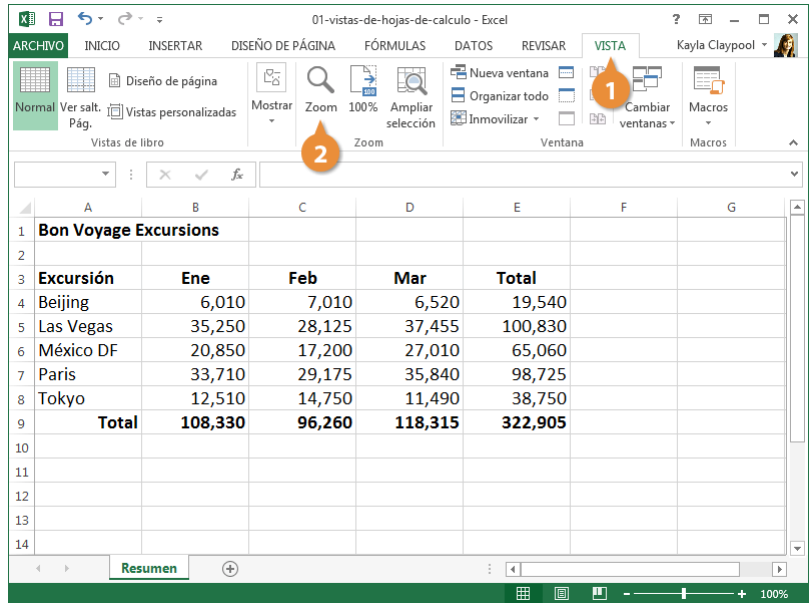 01-vistas-de-hojas-de-calculo - Excel
?
ARCHIVO INICIO INSERTAR DISEÑO DE PÁGINA FÓRMULAS DATOS REVISAR VISTA Kayla Claypool
Normal
Ver salt. Pág.
Diseño de página
Vistas personalizadas
Vistas de libro
Mostrar
Zoom
100%
Ampliar selección
Zoom
2
Nueva ventana
Organizar todo
Inmovilizar
1
Cambiar ventanas
Ventana
Macros
Macros
fx
A B C D E F G
1 Bon Voyage Excursions
2
3 Excursión Ene Feb Mar Total
4 Beijing 6,010 7,010 6,520 19,540
5 Las Vegas 35,250 28,125 37,455 100,830
6 México DF 20,850 17,200 27,010 65,060
7 Paris 33,710 29,175 35,840 98,725
8 Tokyo 12,510 14,750 11,490 38,750
9 Total 108,330 96,260 118,315 322,905
10
11
12
13
14
Resumen
100%